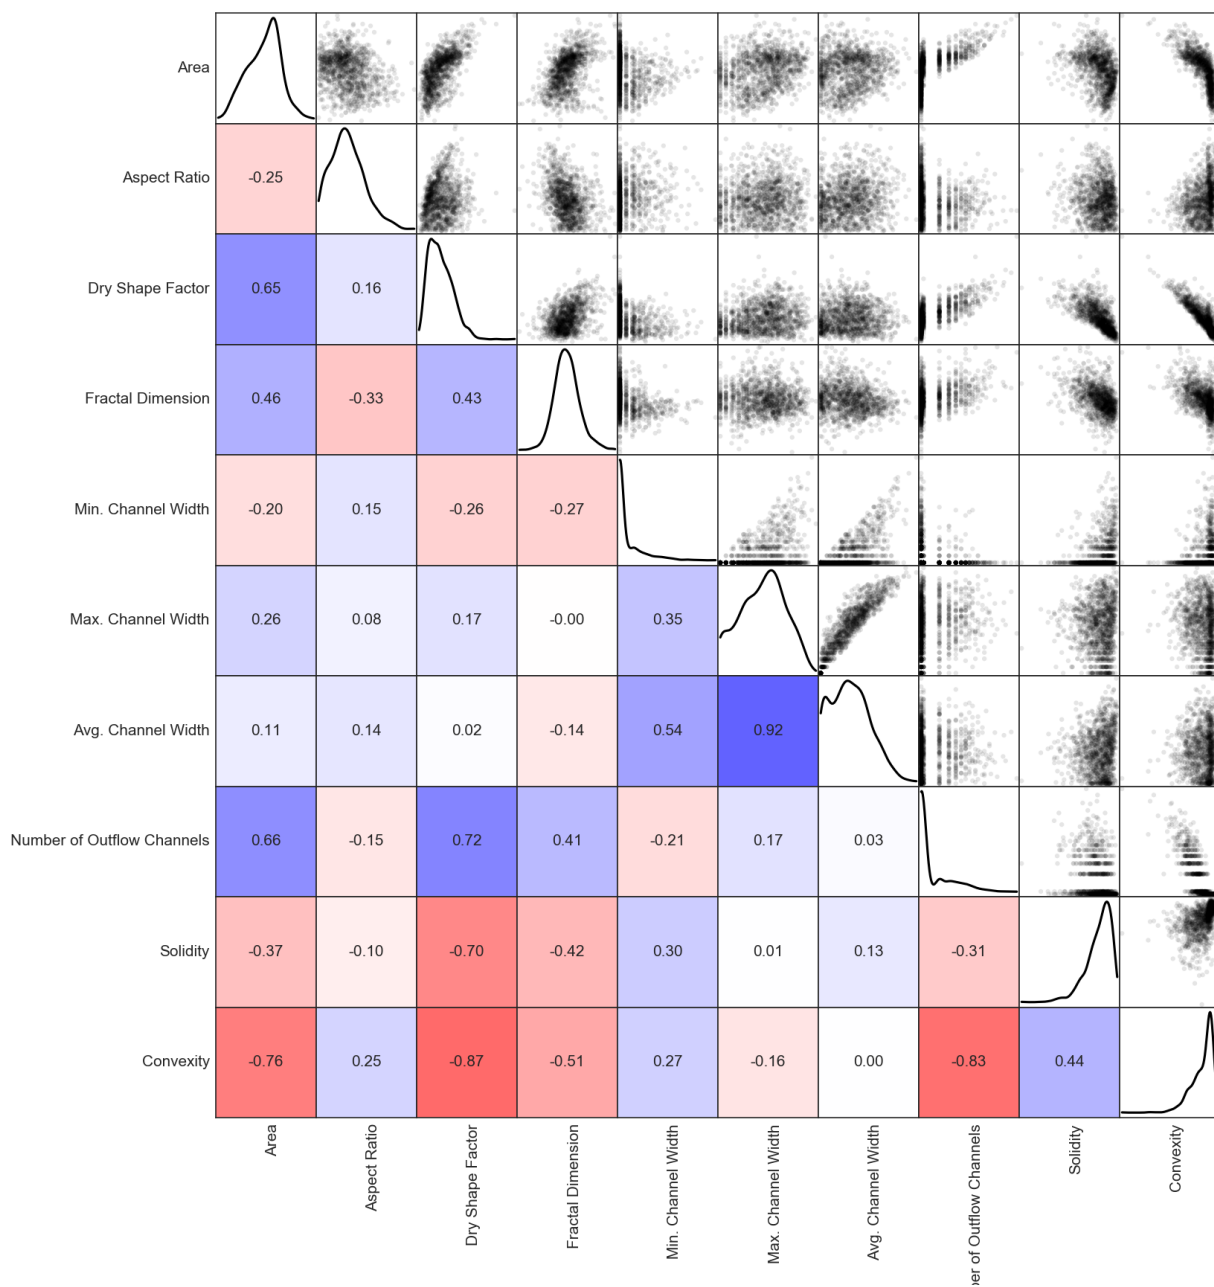 Area
Aspect Ratio
-0.25
Dry Shape Factor
0.65 0.16
Fractal Dimension
0.46 -0.33 0.43
Min. Channel Width
-0.20 0.15 -0.26 -0.27
Max. Channel Width
0.26 0.08 0.17 -0.00 0.35
Avg. Channel Width
0.11 0.14 0.02 -0.14 0.54 0.92
Number of Outflow Channels
0.66 -0.15 0.72 0.41 -0.21 0.17 0.03
Solidity
-0.37 -0.10 -0.70 -0.42 0.30 0.01 0.13 -0.31
Convexity
-0.76 0.25 -0.87 -0.51 0.27 -0.16 0.00 -0.83 0.44
Area
Aspect Ratio
Dry Shape Factor
Fractal Dimension
Min. Channel Width
Max. Channel Width
Avg. Channel Width
of Outflow Channels
Solidity
Convexity